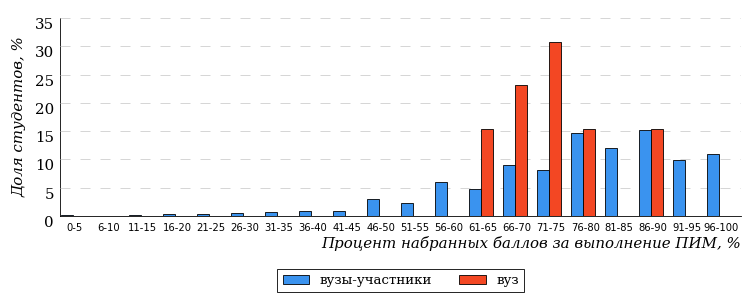 35
30
25
20
15
10
5
0
Доля студентов, %
0-5 6-10 11-15 16-20 21-25 26-30 31-35 36-40 41-45 46-50 51-55 56-60 61-65 66-70 71-75 76-80 81-85 86-90 91-95 96-100
Процент набранных баллов за выполнение ПИМ, %
вузы-участники вуз